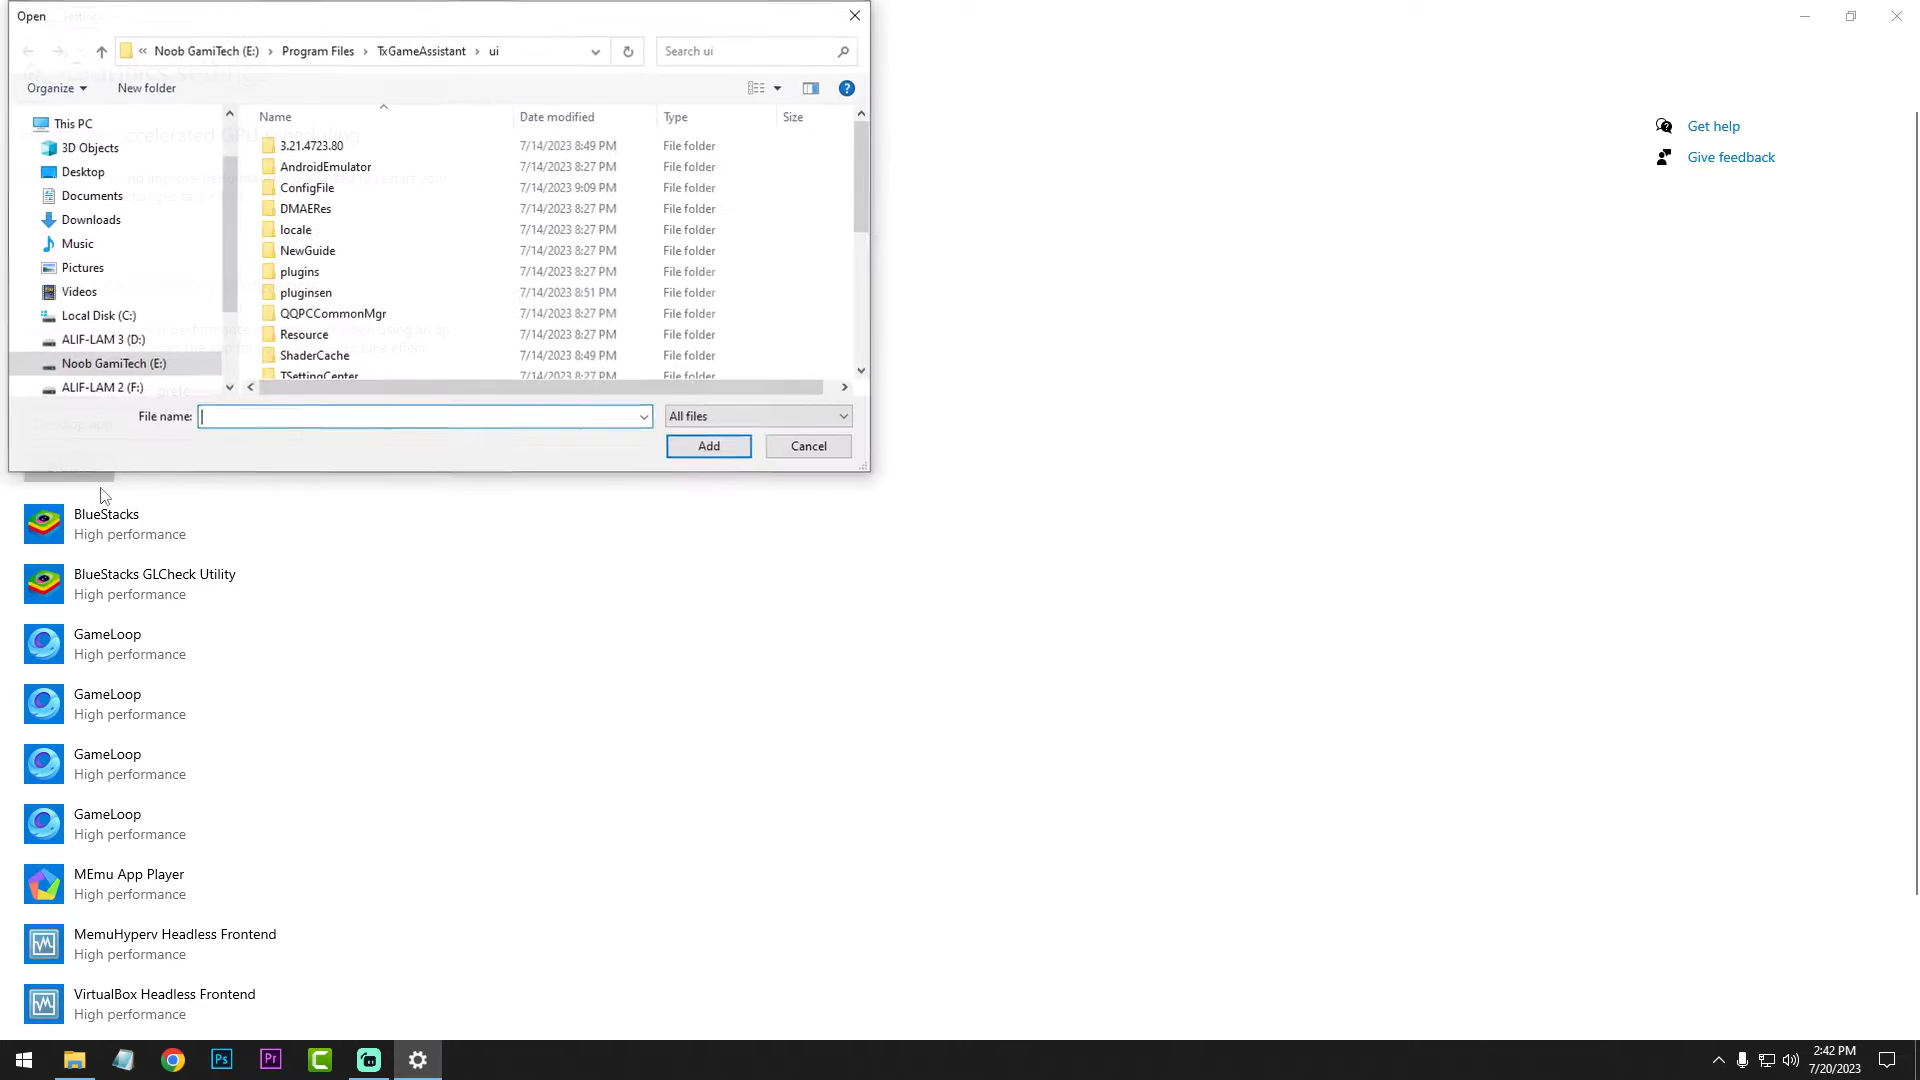 Open
Noob GamiTech (E:) Program Files TxGameAssistant ui
Search ui
Organize New folder
Name Date modified Type Size
This PC
3D Objects
Desktop
Documents
Downloads
Music
Pictures
Videos
Local Disk (C:)
ALIF-LAM 3 (D:)
Noob GamiTech (E:)
ALIF-LAM 2 (F:)
3.21.4723.80 7/14/2023 8:49 PM File folder
AndroidEmulator 7/14/2023 8:27 PM File folder
ConfigFile 7/14/2023 9:09 PM File folder
DMAERes 7/14/2023 8:27 PM File folder
locale 7/14/2023 8:27 PM File folder
NewGuide 7/14/2023 8:27 PM File folder
plugins 7/14/2023 8:27 PM File folder
pluginsen 7/14/2023 8:51 PM File folder
QQPCCommonMgr 7/14/2023 8:27 PM File folder
Resource 7/14/2023 8:27 PM File folder
ShaderCache 7/14/2023 8:49 PM File folder
TSettingCenter 7/14/2023 8:27 PM File folder
File name:
All files
Add Cancel
Get help
Give feedback
BlueStacks
High performance
BlueStacks GLCheck Utility
High performance
GameLoop
High performance
GameLoop
High performance
GameLoop
High performance
GameLoop
High performance
MEmu App Player
High performance
MemuHyperv Headless Frontend
High performance
VirtualBox Headless Frontend
High performance
Ps
Pr
2:42 PM
7/20/2023